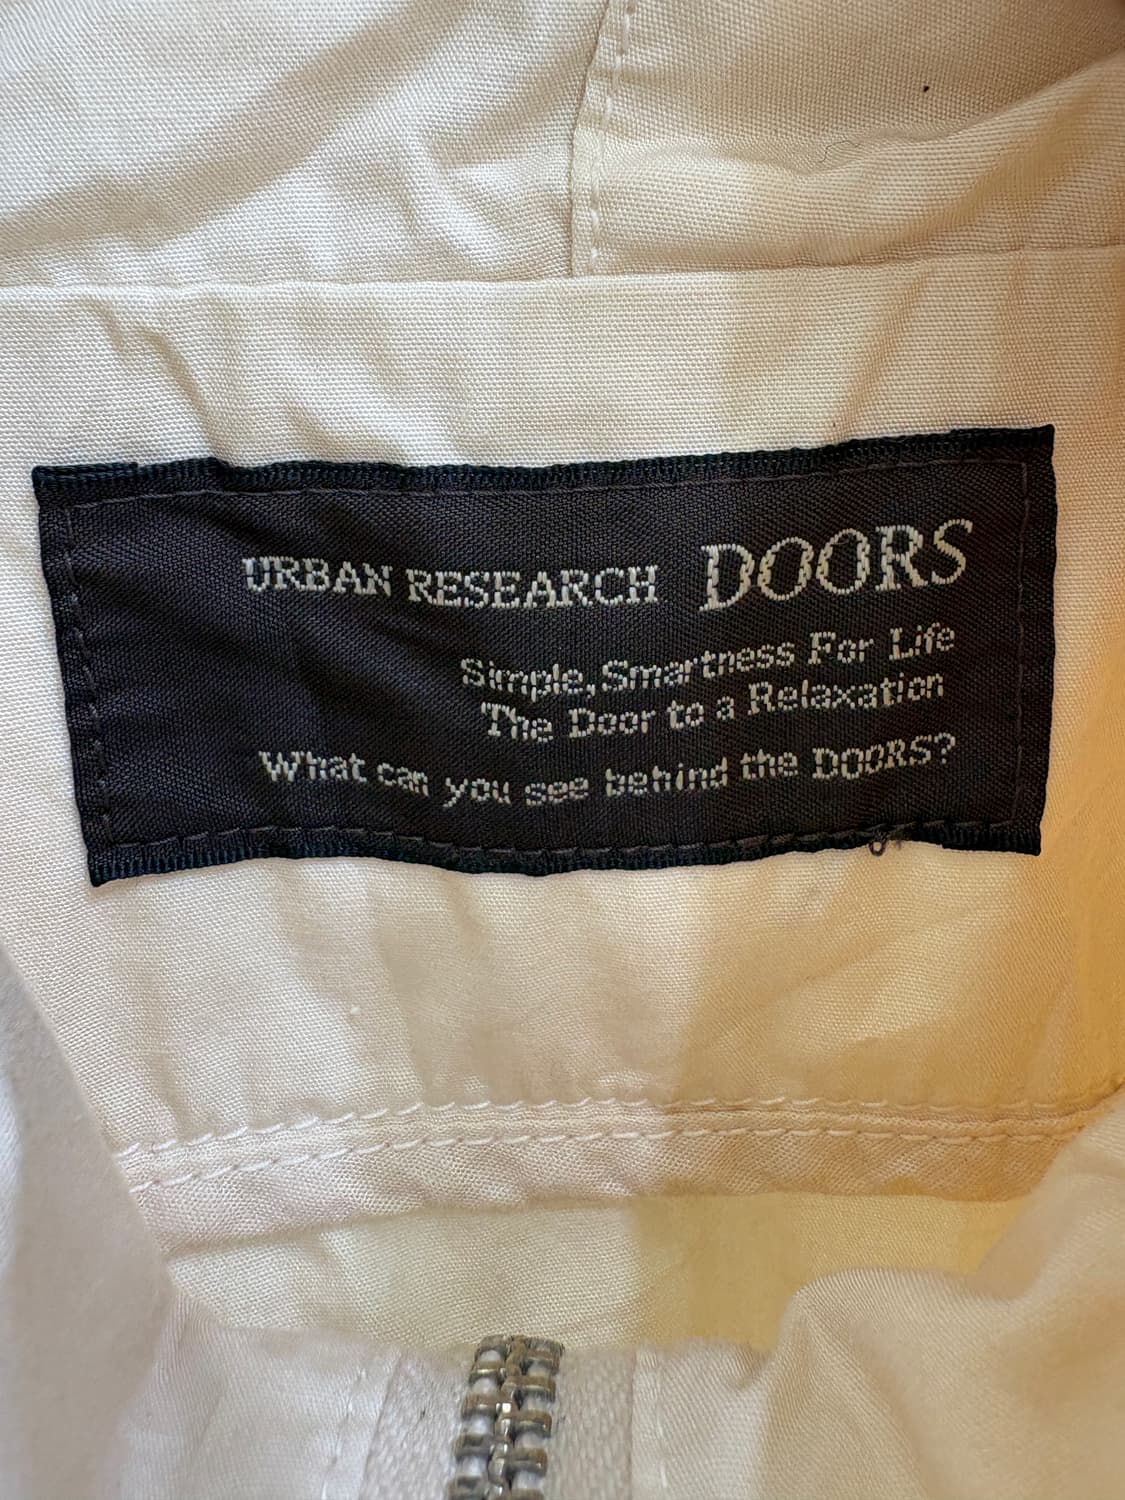 URBAN RESEARCH DOORS
Simple, Smartness For Life
The Door to a Relaxation
What can you see behind the DOORS?